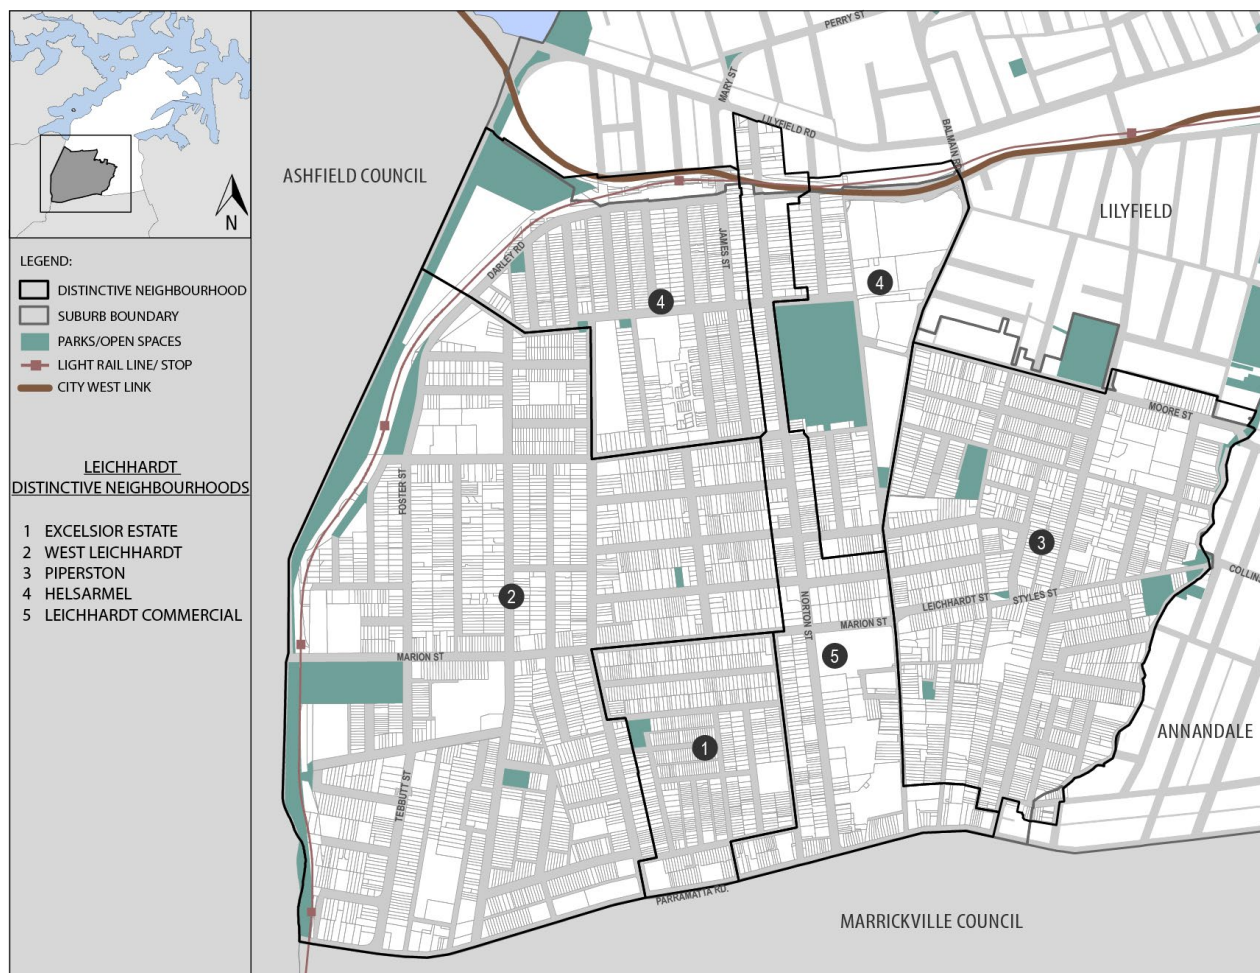 N
LEGEND:
DISTINCTIVE NEIGHBOURHOOD
SUBURB BOUNDARY
PARKS/OPEN SPACES
LIGHT RAIL LINE/ STOP
CITY WEST LINK
LEICHHARDT
DISTINCTIVE NEIGHBOURHOODS
1 EXCELSIOR ESTATE
2 WEST LEICHHARDT
3 PIPERSTON
4 HELSARMEL
5 LEICHHARDT COMMERCIAL
PERRY ST
MARY ST
LILYFIELD RD
BALMAIN R
ASHFIELD COUNCIL
LILYFIELD
DARLEY RD
JAMES ST
4
4
MOORE ST
FOSTER ST
3
COLLIN
2
NORTON ST
LEICHHARDT ST
STYLES ST
MARION ST
MARION ST
5
ANNANDALE
1
TEBBUTT ST
PARRAMATTA RD.
MARRICKVILLE COUNCIL